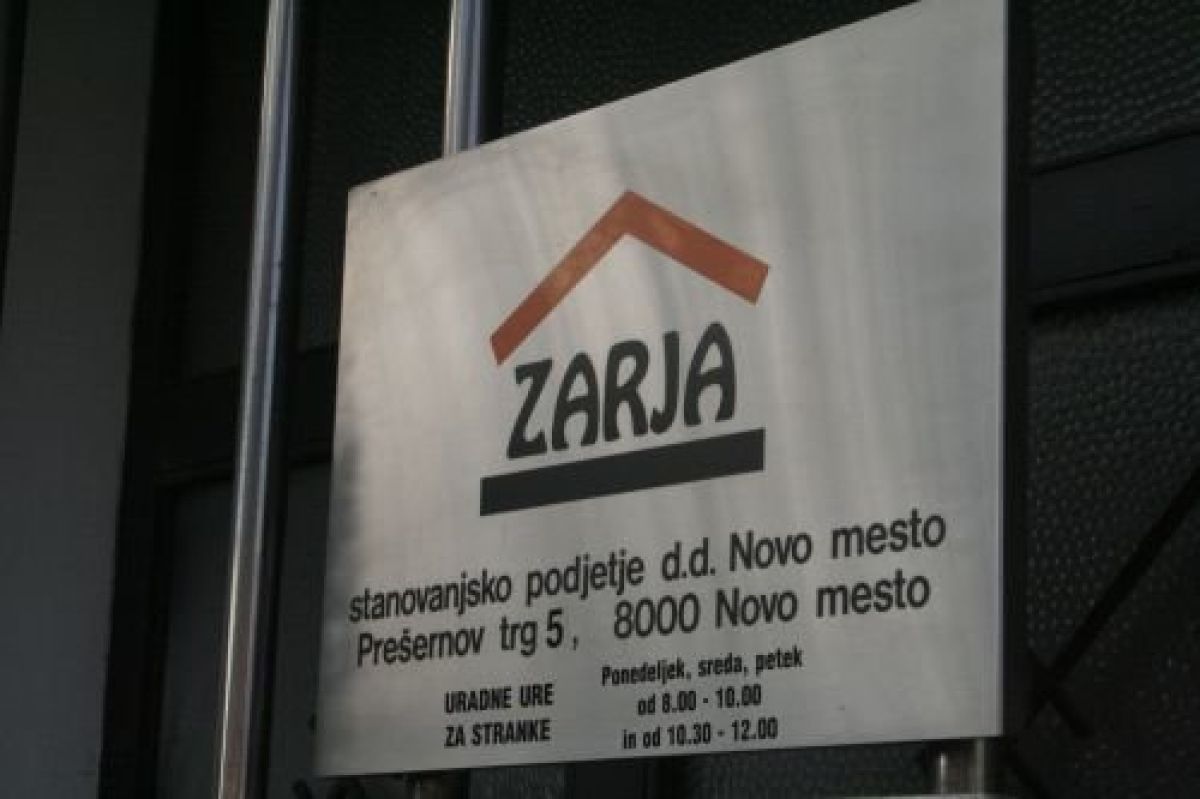 ZARJA
stanovanjsko podjetje d.d. Novo mesto
Prešernov trg 5, 8000 Novo mesto
URADNE URE
ZA STRANKE
Ponedeljek, sreda, petek
od 8.00 - 10.00
in od 10.30 - 12.00